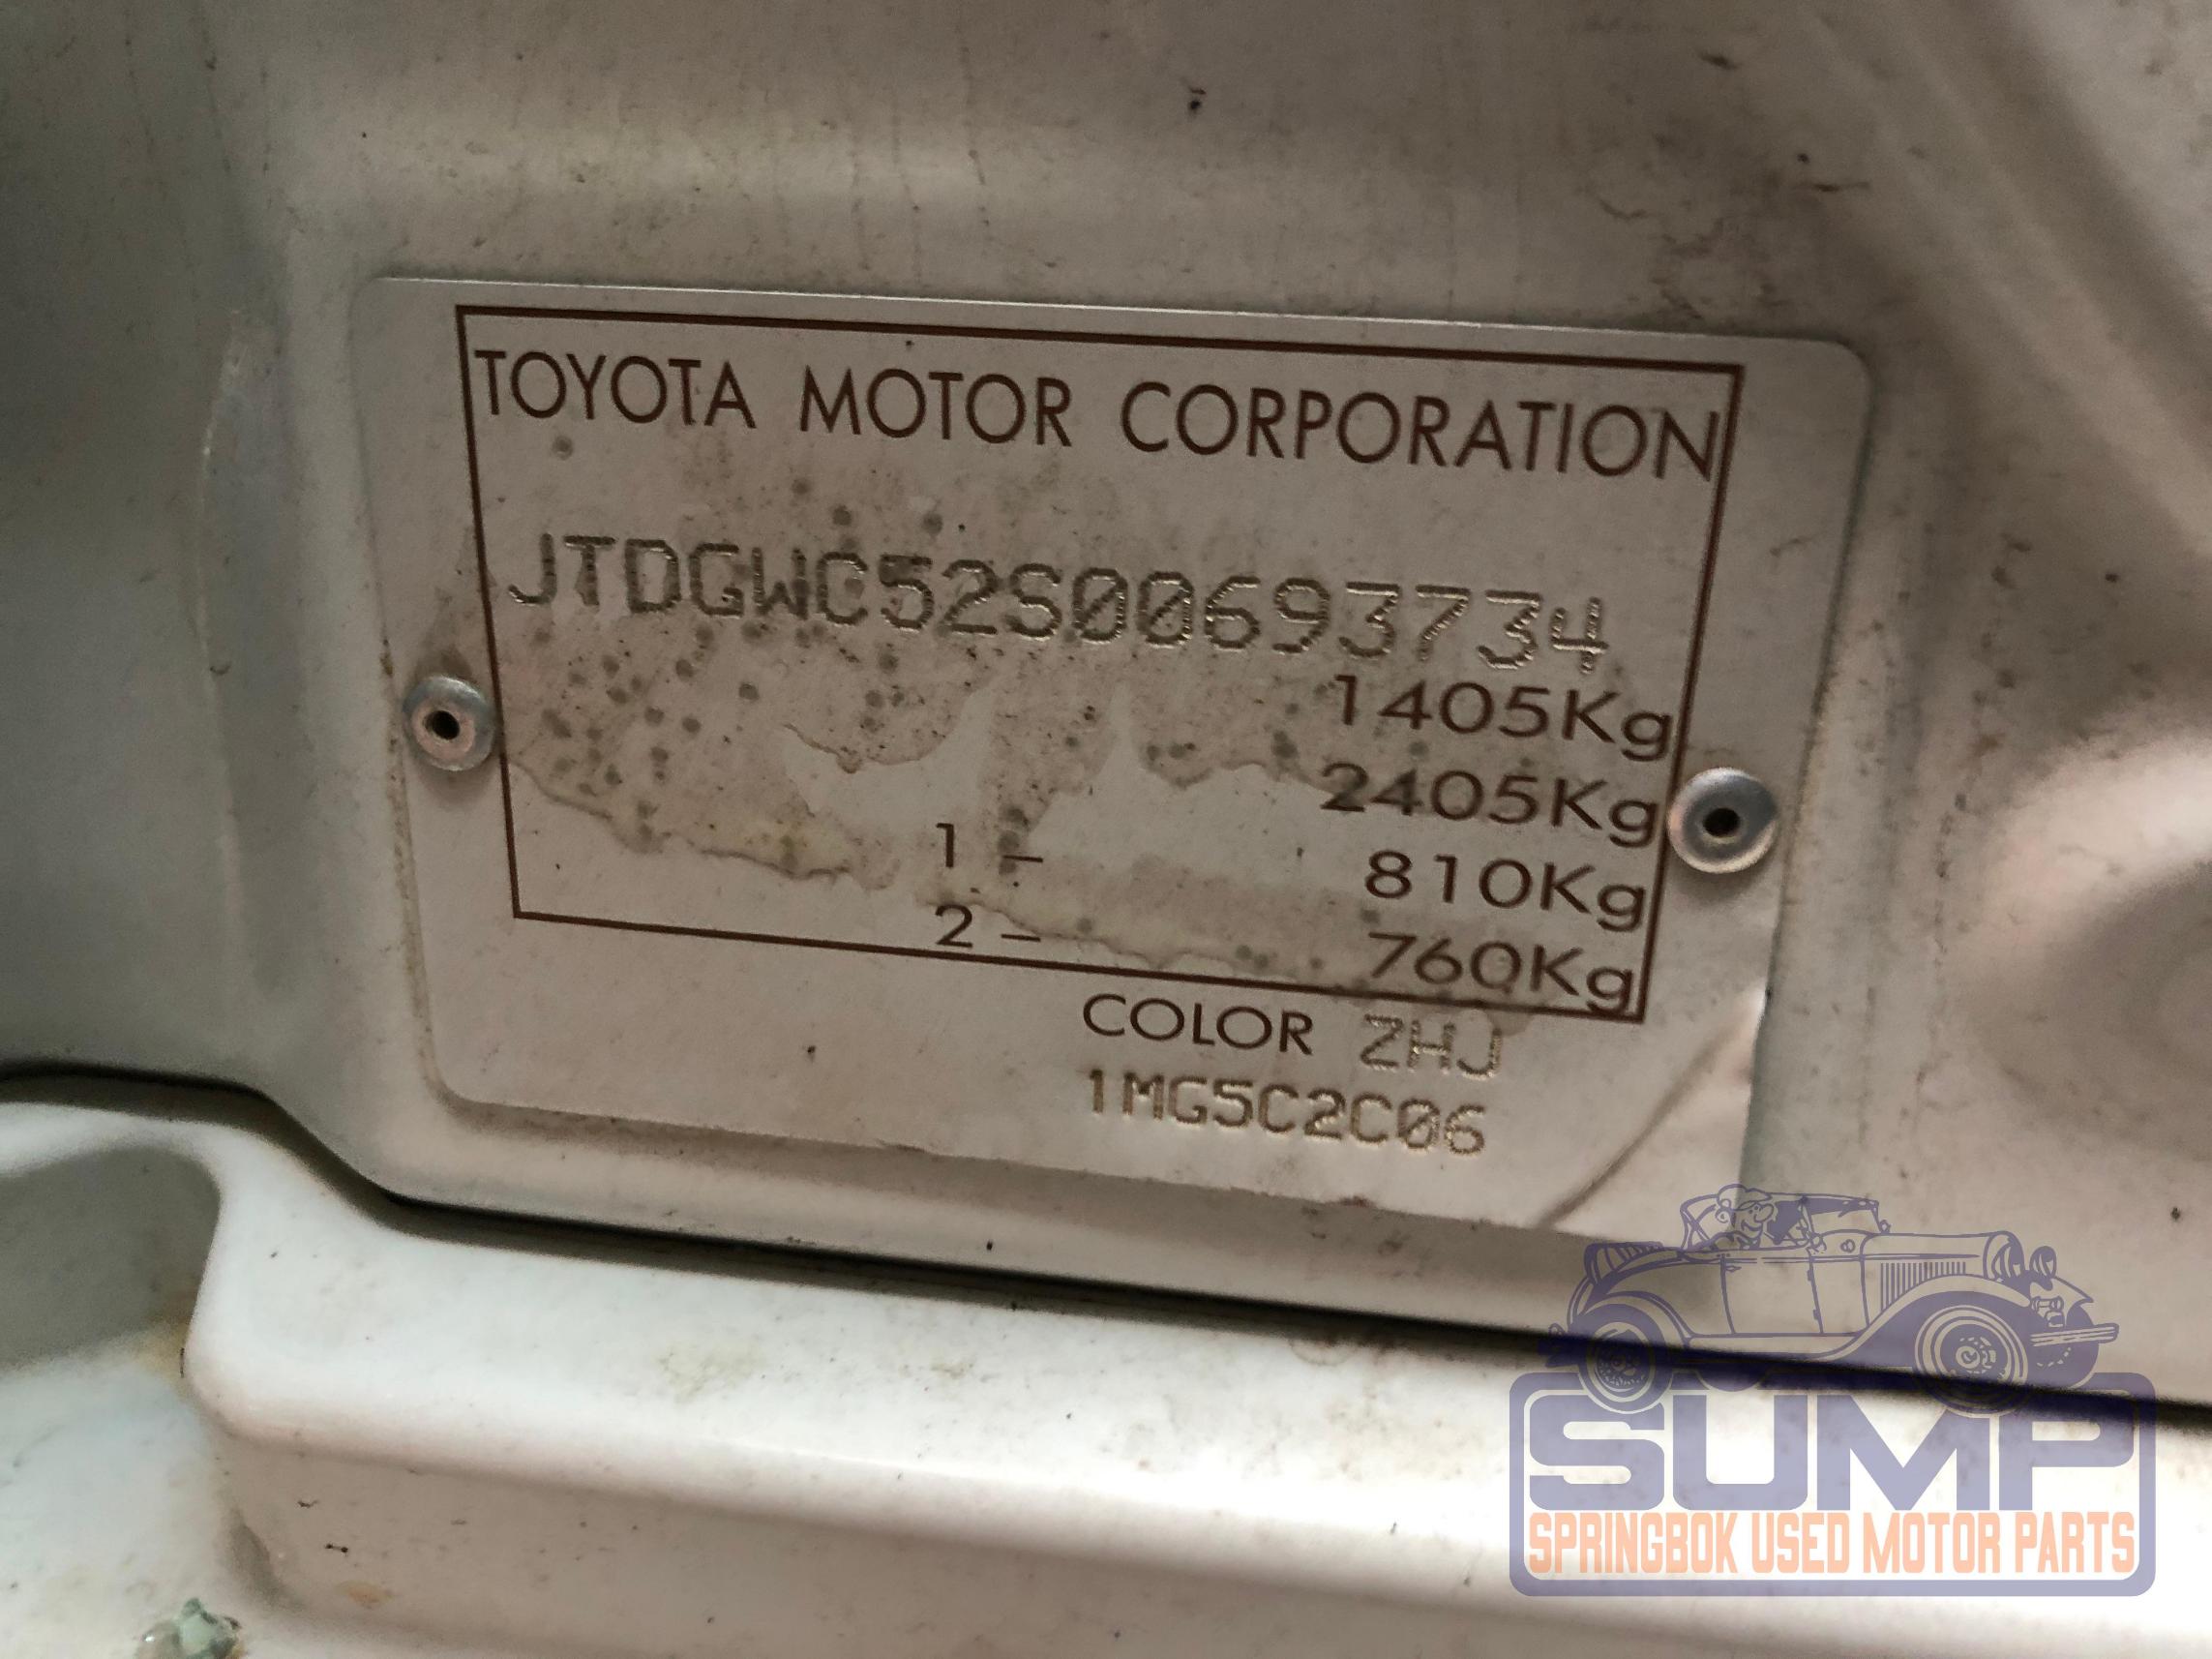 TOYOTA MOTOR CORPORATION
JTDGWC52S00693734
1405Kg
2405Kg
1 – 810Kg
2 – 760Kg
COLOR ZHJ
1MG5C2C06
SUMP
SPRINGBOK USED MOTOR PARTS